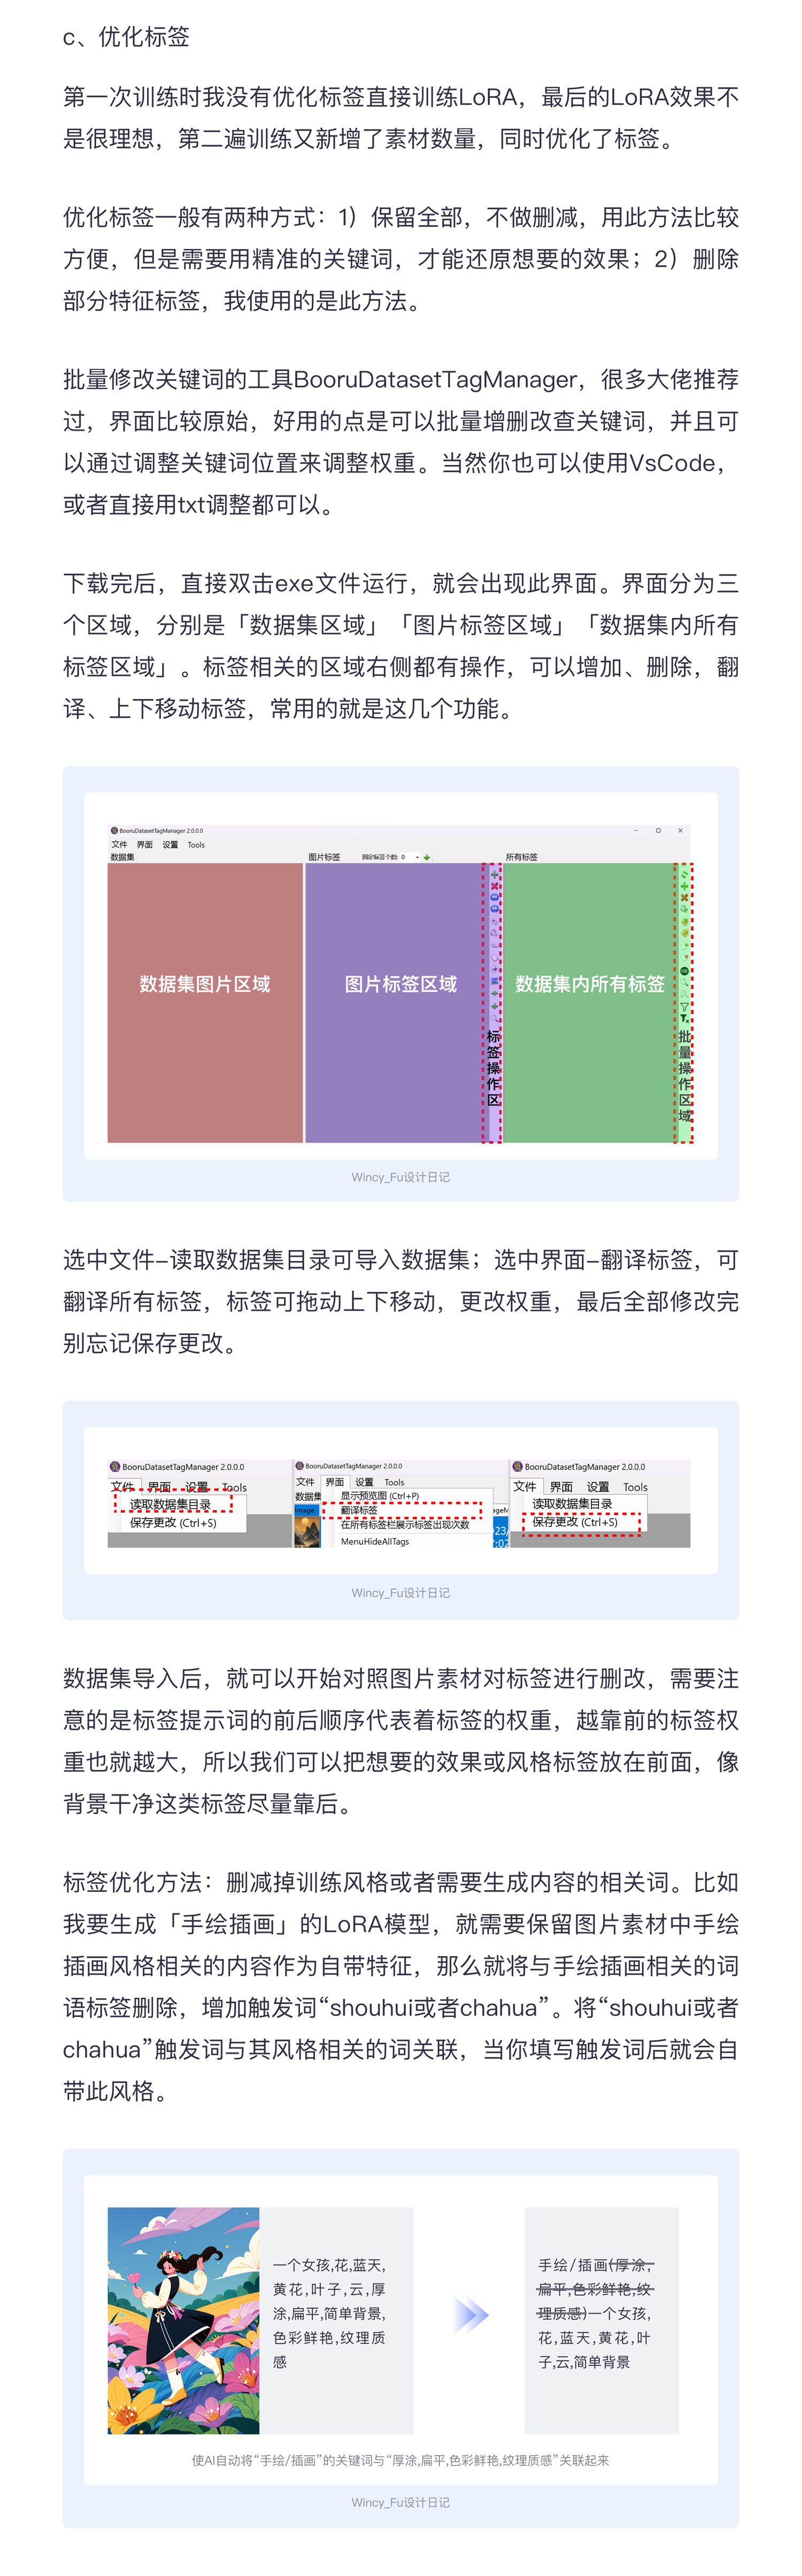 c、优化标签
第一次训练时我没有优化标签直接训练LoRA，最后的LoRA效果不
是很理想，第二遍训练又新增了素材数量，同时优化了标签。
优化标签一般有两种方式：1）保留全部，不做删减，用此方法比较
方便，但是需要用精准的关键词，才能还原想要的效果；2）删除
部分特征标签，我使用的是此方法。
批量修改关键词的工具BooruDatasetTagManager，很多大佬推荐
过，界面比较原始，好用的点是可以批量增删改查关键词，并且可
以通过调整关键词位置来调整权重。当然你也可以使用VsCode，
或者直接用txt调整都可以。
下载完后，直接双击exe文件运行，就会出现此界面。界面分为三
个区域，分别是「数据集区域」「图片标签区域」「数据集内所有
标签区域」。标签相关的区域右侧都有操作，可以增加、删除，翻
译、上下移动标签，常用的就是这几个功能。
BooruDatasetTagManager 2.0.0.0
文件 界面 设置 Tools
数据集 图片标签 固定标签个数: 0 所有标签
数据集图片区域
图片标签区域
数据集内所有标签
标签操作区
批量操作区域
Wincy_Fu设计日记
选中文件–读取数据集目录可导入数据集；选中界面–翻译标签，可
翻译所有标签，标签可拖动上下移动，更改权重，最后全部修改完
别忘记保存更改。
BooruDatasetTagManager 2.0.0.0
文件 界面 设置 Tools
读取数据集目录
保存更改 (Ctrl+S)
BooruDatasetTagManager 2.0.0.0
文件 界面 设置 Tools
数据集
Image
显示预览图 (Ctrl+P)
翻译标签
在所有标签栏展示标签出现次数
MenuHideAllTags
BooruDatasetTagManager 2.0.0.0
文件 界面 设置 Tools
读取数据集目录
保存更改 (Ctrl+S)
Wincy_Fu设计日记
数据集导入后，就可以开始对照图片素材对标签进行删改，需要注
意的是标签提示词的前后顺序代表着标签的权重，越靠前的标签权
重也就越大，所以我们可以把想要的效果或风格标签放在前面，像
背景干净这类标签尽量靠后。
标签优化方法：删减掉训练风格或者需要生成内容的相关词。比如
我要生成「手绘插画」的LoRA模型，就需要保留图片素材中手绘
插画风格相关的内容作为自带特征，那么就将与手绘插画相关的词
语标签删除，增加触发词“shouhui或者chahua”。将“shouhui或者
chahua”触发词与其风格相关的词关联，当你填写触发词后就会自
带此风格。
一个女孩,花,蓝天,
黄花,叶子,云,厚
涂,扁平,简单背景,
色彩鲜艳,纹理质
感
手绘/插画(厚涂,
扁平,色彩鲜艳,纹
理质感)一个女孩,
花,蓝天,黄花,叶
子,云,简单背景
使AI自动将“手绘/插画”的关键词与“厚涂,扁平,色彩鲜艳,纹理质感”关联起来
Wincy_Fu设计日记